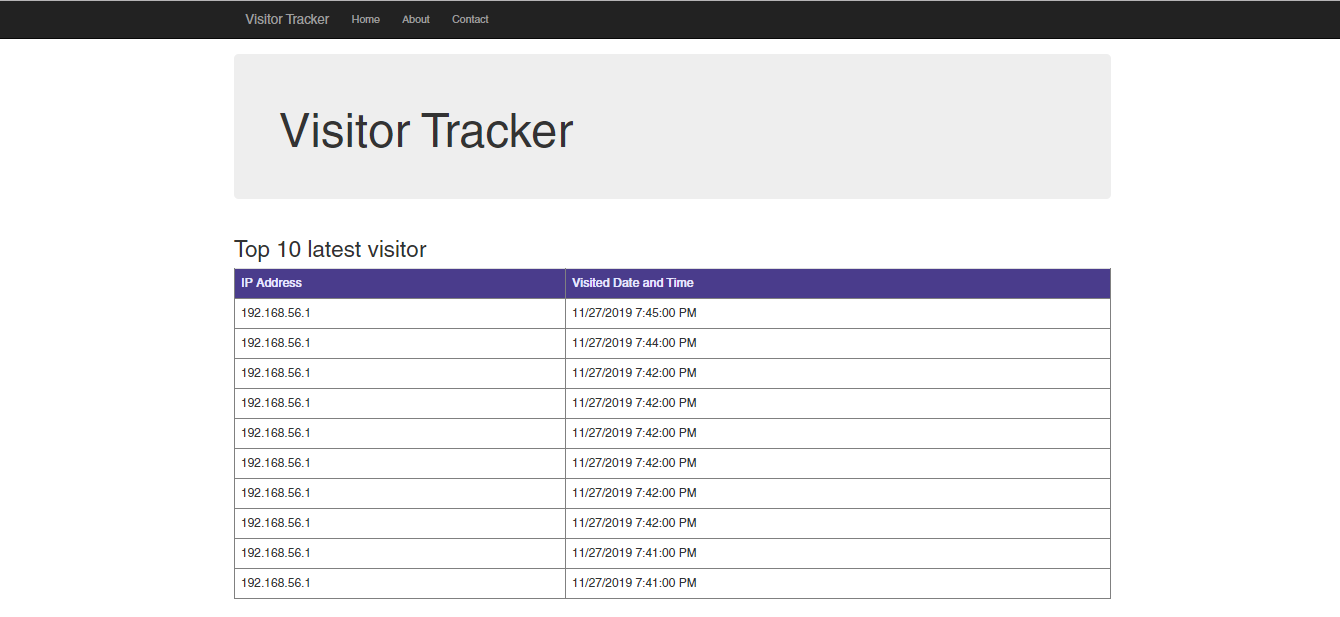 Visitor Tracker Home About Contact
Visitor Tracker
Top 10 latest visitor
IP Address Visited Date and Time
192.168.56.1 11/27/2019 7:45:00 PM
192.168.56.1 11/27/2019 7:44:00 PM
192.168.56.1 11/27/2019 7:42:00 PM
192.168.56.1 11/27/2019 7:42:00 PM
192.168.56.1 11/27/2019 7:42:00 PM
192.168.56.1 11/27/2019 7:42:00 PM
192.168.56.1 11/27/2019 7:42:00 PM
192.168.56.1 11/27/2019 7:42:00 PM
192.168.56.1 11/27/2019 7:41:00 PM
192.168.56.1 11/27/2019 7:41:00 PM